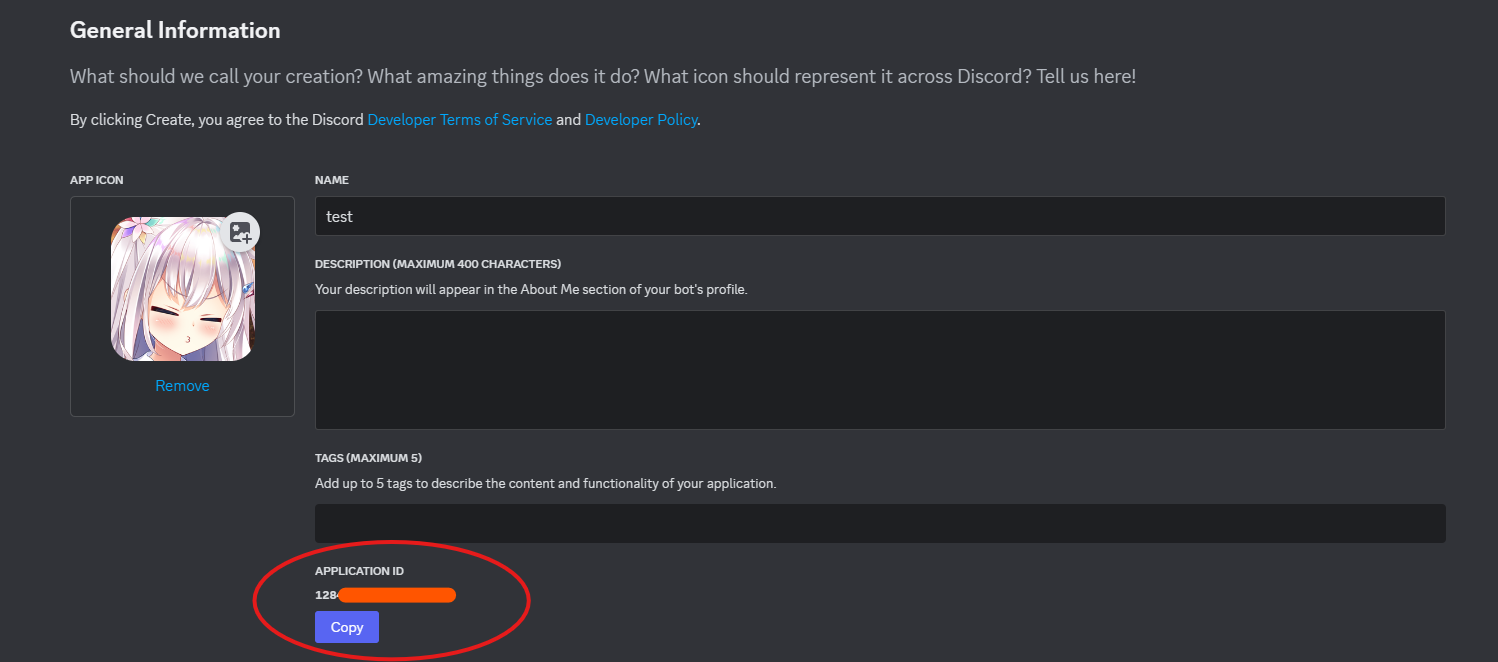 General Information
What should we call your creation? What amazing things does it do? What icon should represent it across Discord? Tell us here!
By clicking Create, you agree to the Discord Developer Terms of Service and Developer Policy.
APP ICON
Remove
NAME
test
DESCRIPTION (MAXIMUM 400 CHARACTERS)
Your description will appear in the About Me section of your bot's profile.
TAGS (MAXIMUM 5)
Add up to 5 tags to describe the content and functionality of your application.
APPLICATION ID
128
Copy